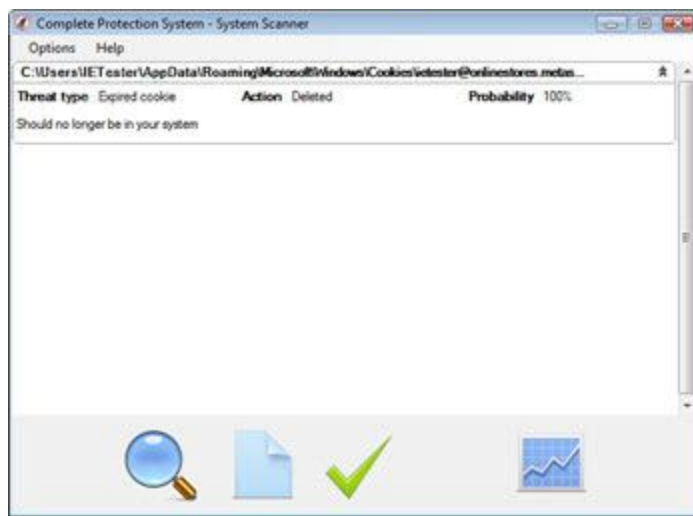 Complete Protection System - System Scanner
Options Help
C:\Users\IETester\AppData\Roaming\Microsoft\Windows\Cookies\ietester@onlinestores.metas...
Threat type Expired cookie Action Deleted Probability 100%
Should no longer be in your system